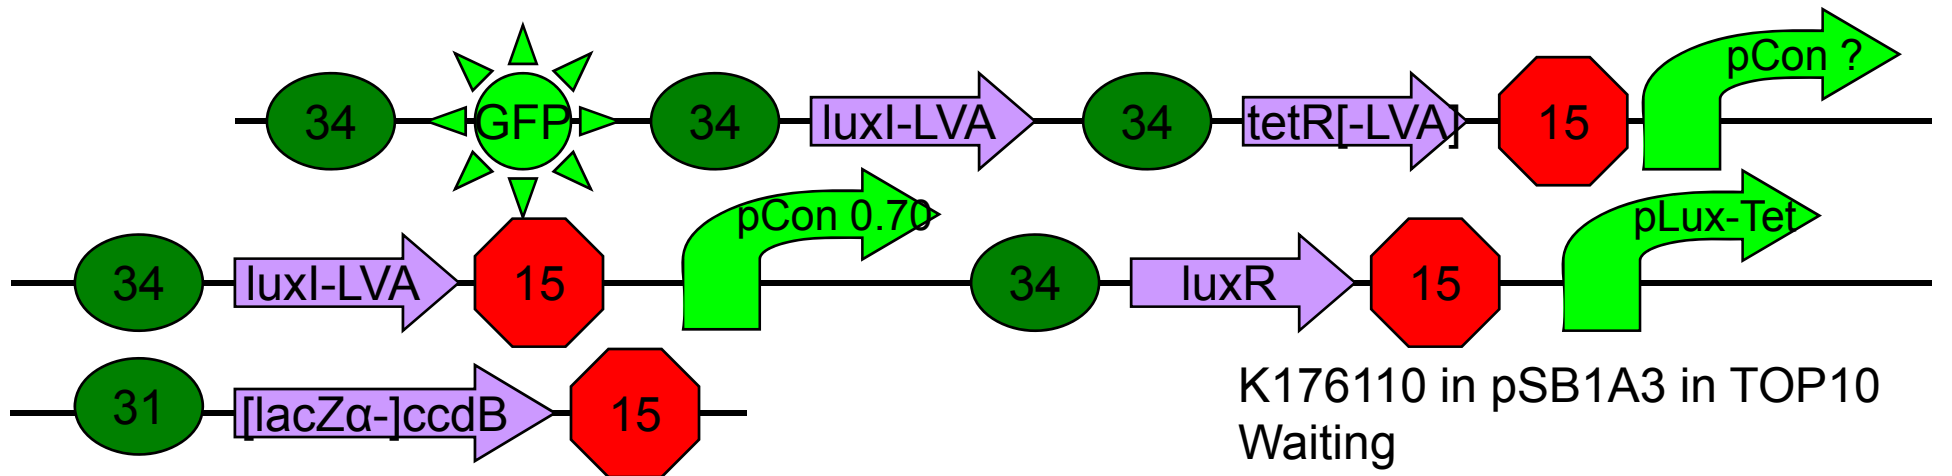 34 GFP 34 luxI-LVA 34 tetR[-LVA] 15 pCon ?
34 luxI-LVA 15 pCon 0.70 34 luxR 15 pLux-Tet
31 [lacZα-]ccdB 15
K176110 in pSB1A3 in TOP10
Waiting